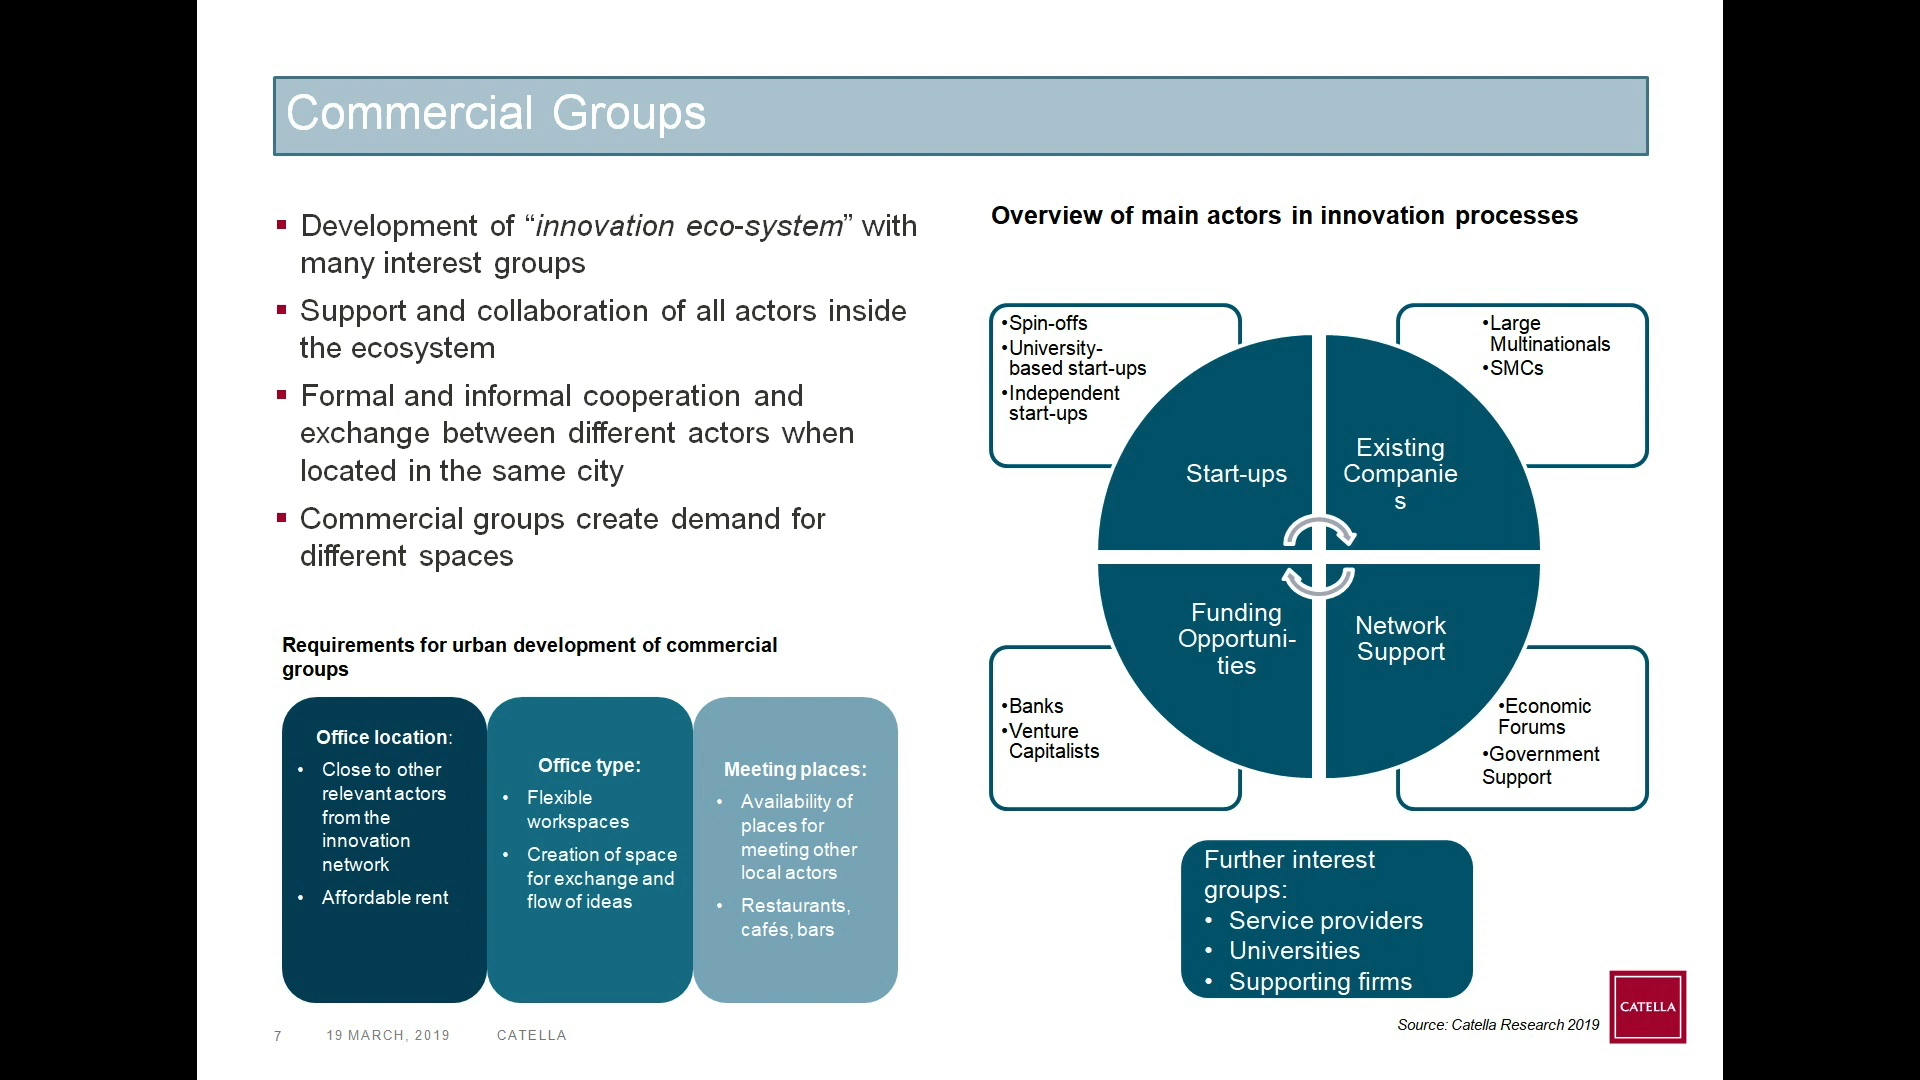 Commercial Groups
▪ Development of “innovation eco-system” with
many interest groups
▪ Support and collaboration of all actors inside
the ecosystem
▪ Formal and informal cooperation and
exchange between different actors when
located in the same city
▪ Commercial groups create demand for
different spaces
Requirements for urban development of commercial
groups
Office location:
• Close to other
relevant actors
from the
innovation
network
• Affordable rent
Office type:
• Flexible
workspaces
• Creation of space
for exchange and
flow of ideas
Meeting places:
• Availability of
places for
meeting other
local actors
• Restaurants,
cafés, bars
Overview of main actors in innovation processes
•Spin-offs
•University-
based start-ups
•Independent
start-ups
•Large
Multinationals
•SMCs
Start-ups
Existing
Companie
s
Funding
Opportuni-
ties
Network
Support
•Banks
•Venture
Capitalists
•Economic
Forums
•Government
Support
Further interest
groups:
• Service providers
• Universities
• Supporting firms
Source: Catella Research 2019
CATELLA
7 19 MARCH, 2019 CATELLA